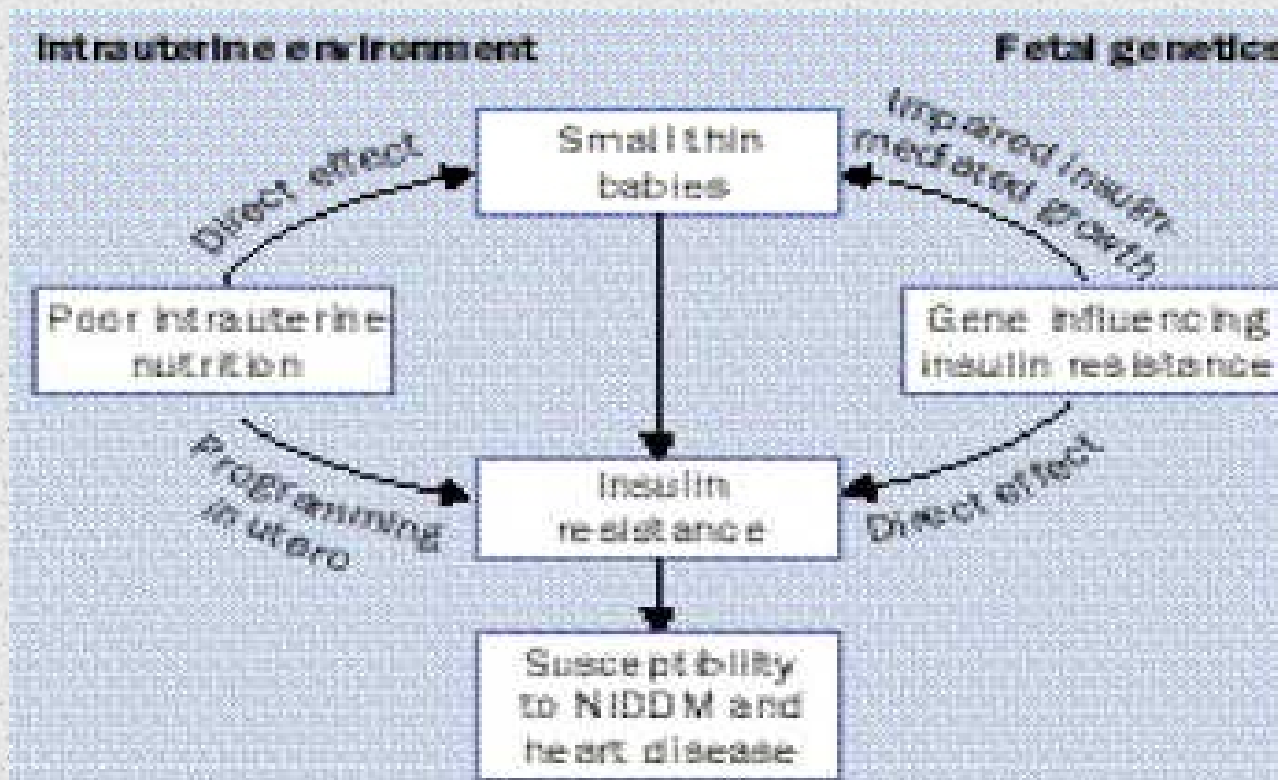 Intrauterine environment
Fetal genetics
Small thin
babies
Direct effect
Impaired insulin
mediated growth
Poor intrauterine
nutrition
Gene influencing
insulin resistance
Programming
in utero
Insulin
resistance
Direct effect
Susceptibility
to NIDDM and
heart disease